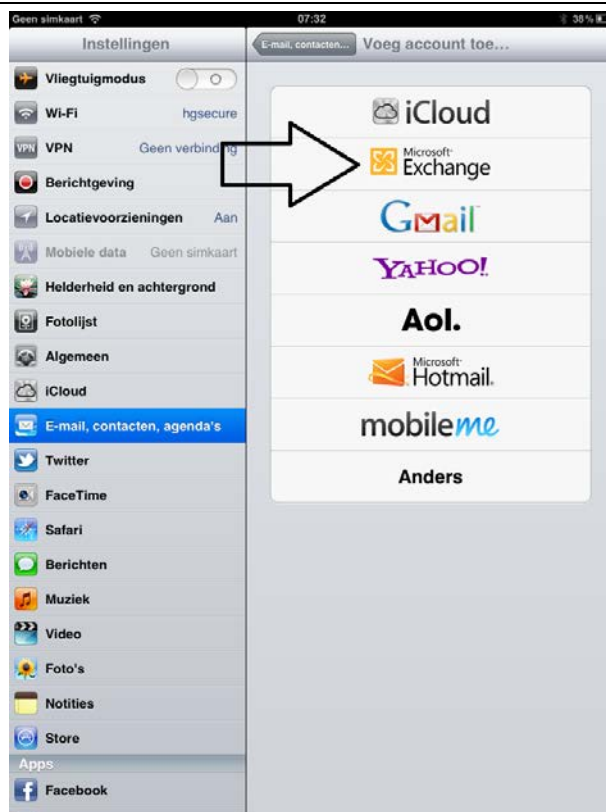 Geen simkaart 07:32 38%
Instellingen
E-mail, contacten... Voeg account toe...
Vliegtuigmodus
Wi-Fi hgsecure
VPN VPN Geen verbinding
Berichtgeving
Locatievoorzieningen Aan
Mobiele data Geen simkaart
Helderheid en achtergrond
Fotolijst
Algemeen
iCloud
E-mail, contacten, agenda's
Twitter
FaceTime
Safari
Berichten
Muziek
Video
Foto's
Notities
Store
Apps
Facebook
iCloud
Microsoft
Exchange
Gmail
YAHOO!
Aol.
Microsoft
Hotmail.
mobileme
Anders